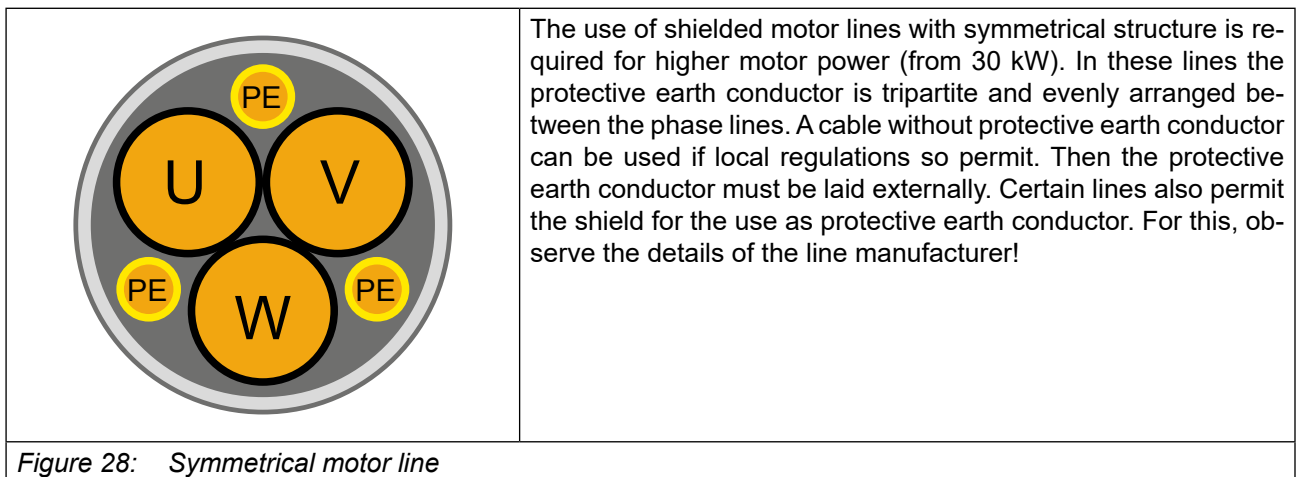 PE
U V
PE PE
W
The use of shielded motor lines with symmetrical structure is re-
quired for higher motor power (from 30 kW). In these lines the
protective earth conductor is tripartite and evenly arranged be-
tween the phase lines. A cable without protective earth conductor
can be used if local regulations so permit. Then the protective
earth conductor must be laid externally. Certain lines also permit
the shield for the use as protective earth conductor. For this, ob-
serve the details of the line manufacturer!
Figure 28: Symmetrical motor line